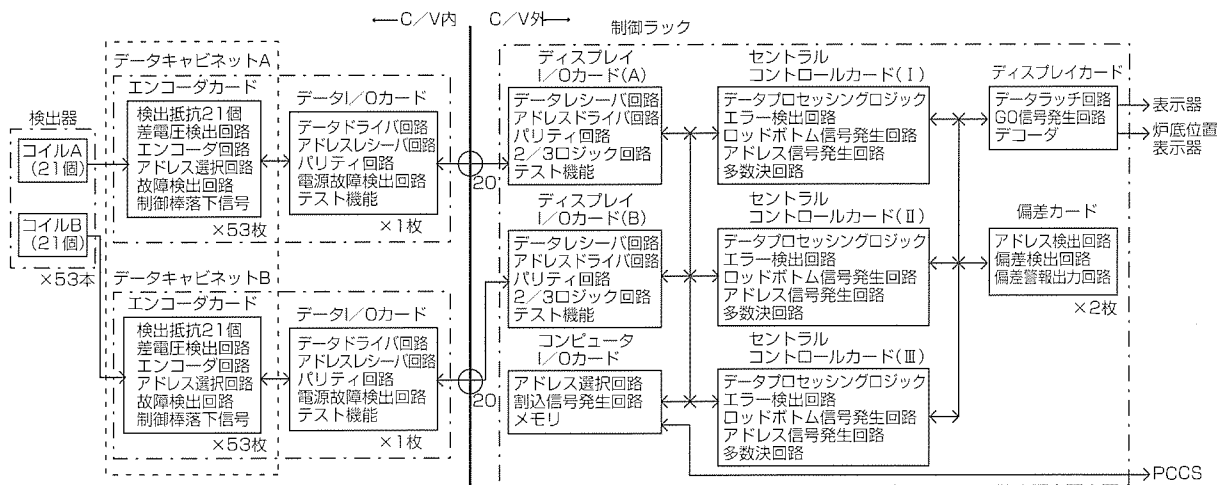 ←C/V内
C/V外→
制御ラック
検出器
コイルA
(21個)
コイルB
(21個)
×53本
データキャビネットA
エンコーダカード
検出抵抗21個
差電圧検出回路
エンコーダ回路
アドレス選択回路
故障検出回路
制御棒落下信号
×53枚
データI/Oカード
データドライバ回路
アドレスレシーバ回路
パリティ回路
電源故障検出回路
テスト機能
×1枚
20
データキャビネットB
エンコーダカード
検出抵抗21個
差電圧検出回路
エンコーダ回路
アドレス選択回路
故障検出回路
制御棒落下信号
×53枚
データI/Oカード
データドライバ回路
アドレスレシーバ回路
パリティ回路
電源故障検出回路
テスト機能
×1枚
20
ディスプレイ
I/Oカード(A)
データレシーバ回路
アドレスドライバ回路
パリティ回路
2/3ロジック回路
テスト機能
ディスプレイ
I/Oカード(B)
データレシーバ回路
アドレスドライバ回路
パリティ回路
2/3ロジック回路
テスト機能
コンピュータ
I/Oカード
アドレス選択回路
割込信号発生回路
メモリ
セントラル
コントロールカード(Ⅰ)
データプロセッシングロジック
エラー検出回路
ロッドボトム信号発生回路
アドレス信号発生回路
多数決回路
セントラル
コントロールカード(Ⅱ)
データプロセッシングロジック
エラー検出回路
ロッドボトム信号発生回路
アドレス信号発生回路
多数決回路
セントラル
コントロールカード(Ⅲ)
データプロセッシングロジック
エラー検出回路
ロッドボトム信号発生回路
アドレス信号発生回路
多数決回路
ディスプレイカード
データラッチ回路
GO信号発生回路
デコーダ
表示器
炉底位置
表示器
偏差カード
アドレス検出回路
偏差検出回路
偏差警報出力回路
×2枚
PCCS